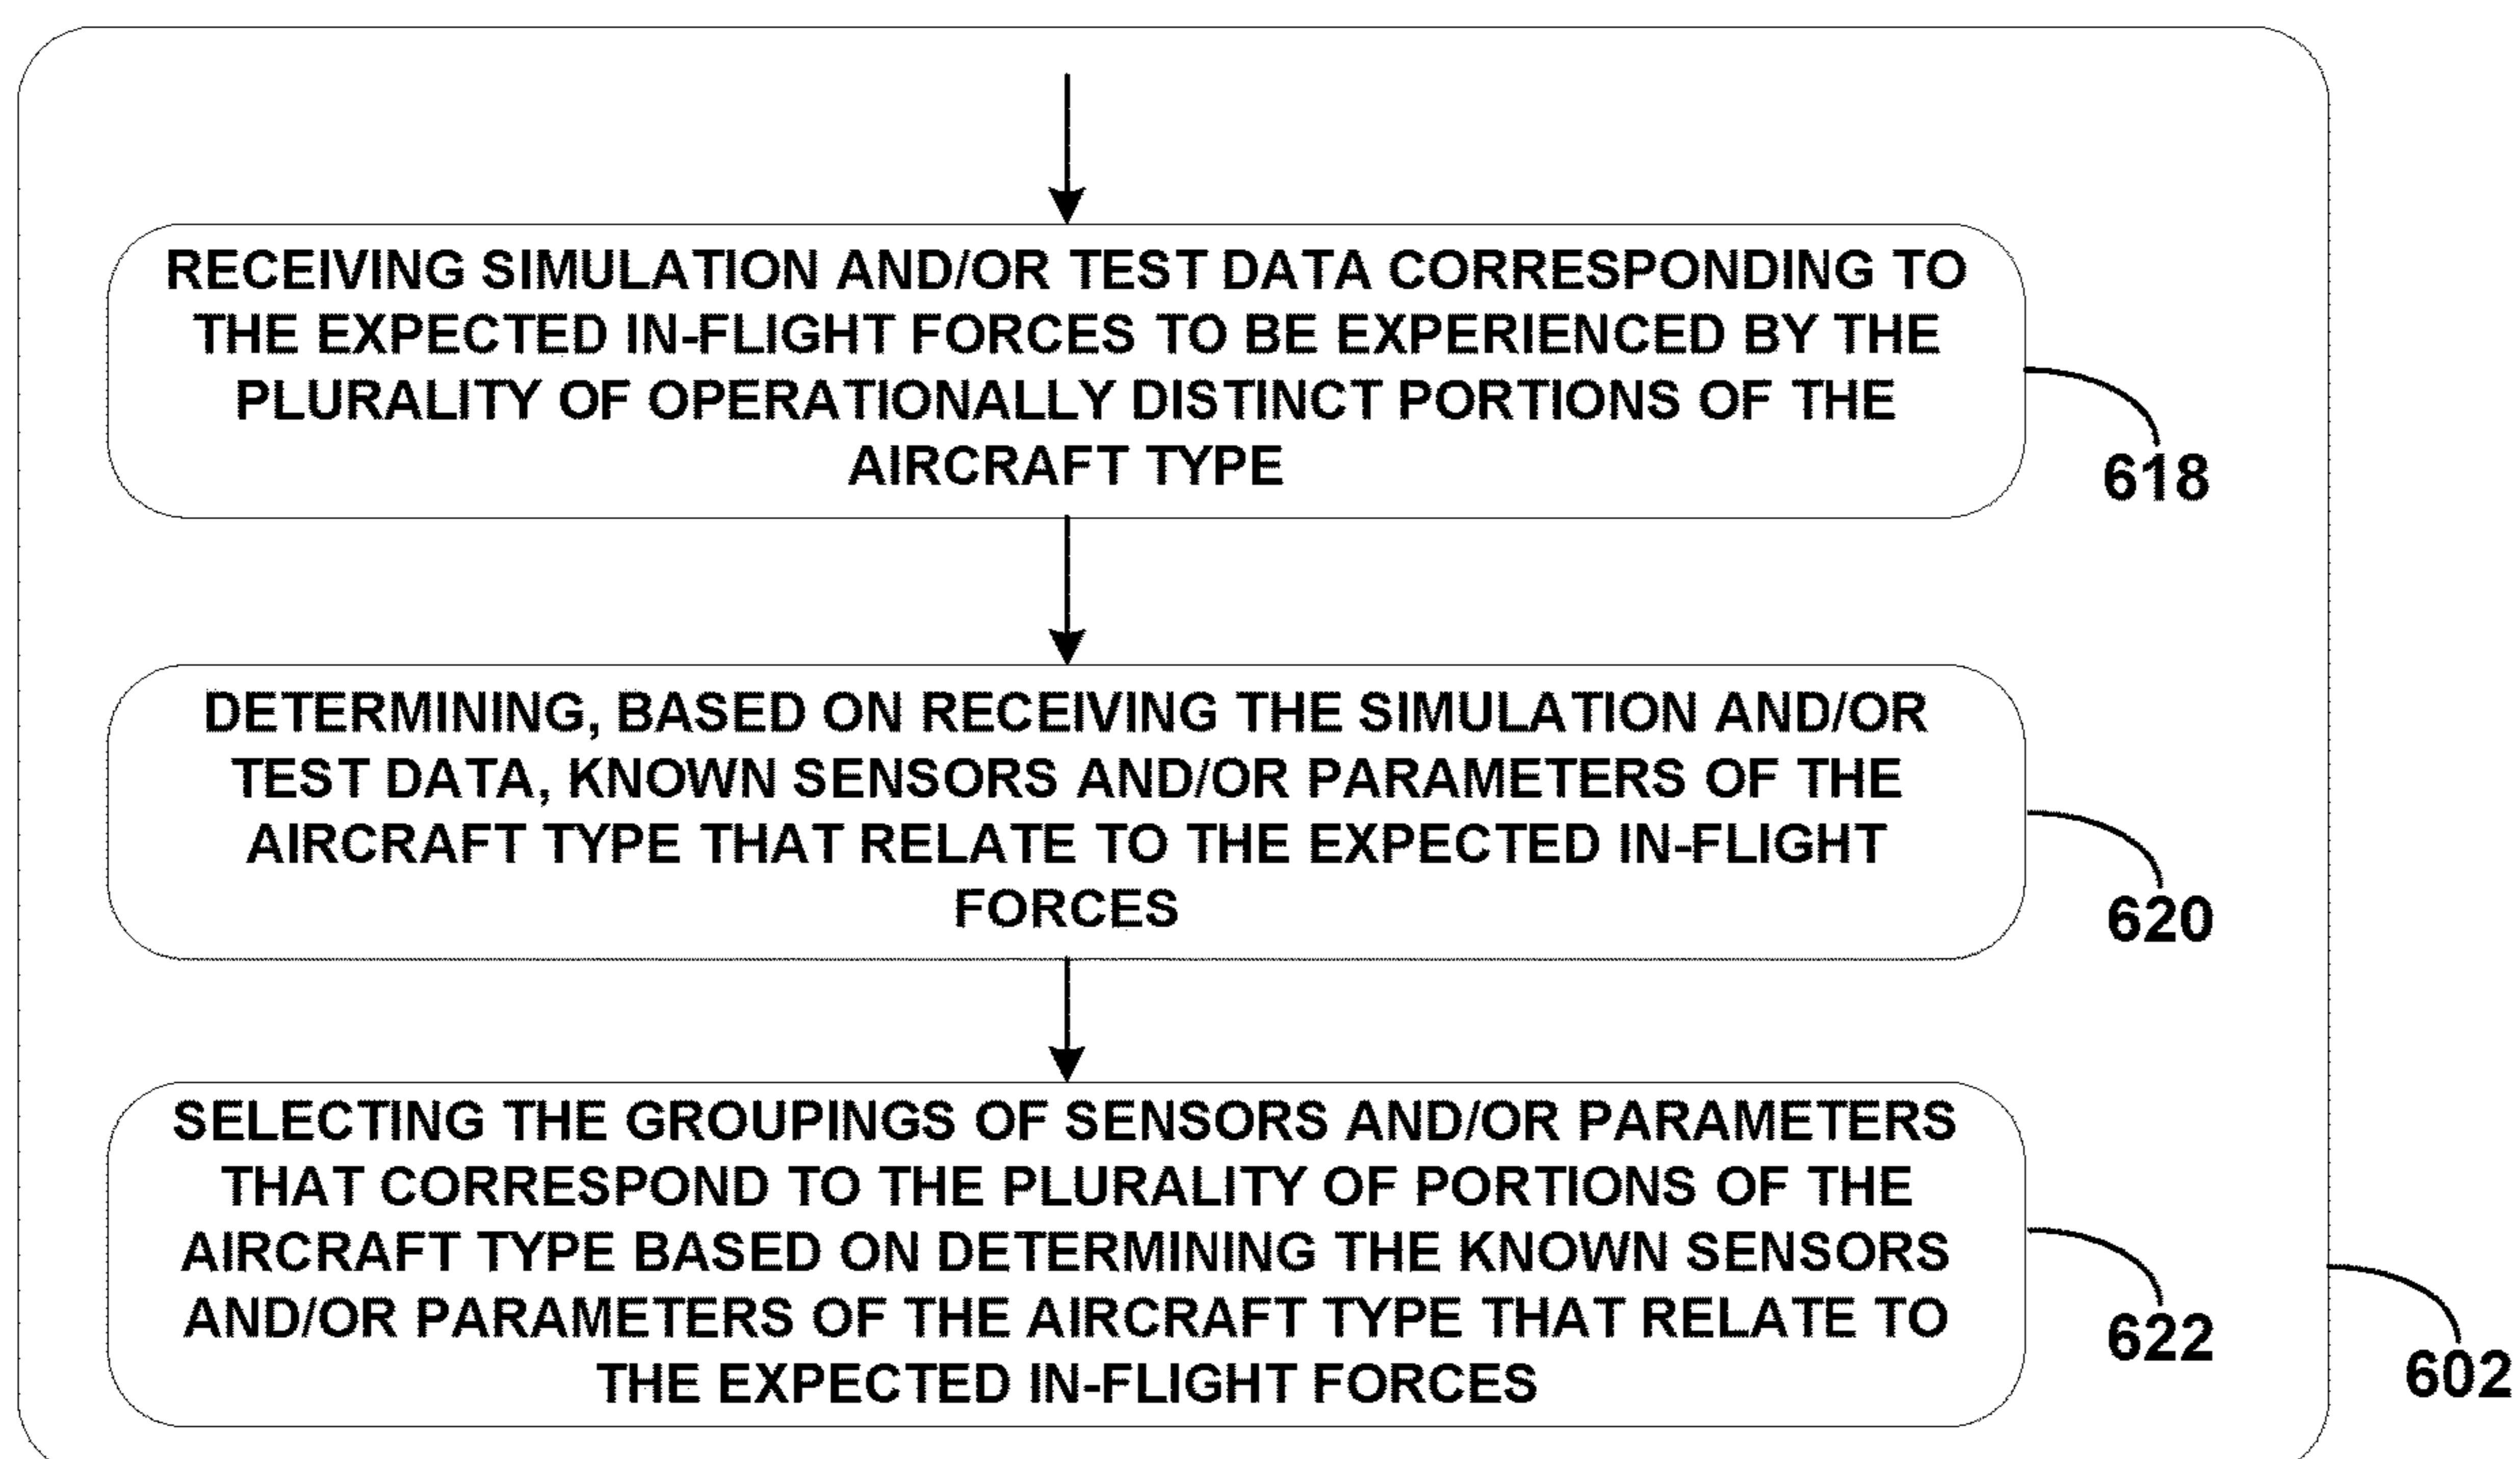 RECEIVING SIMULATION AND/OR TEST DATA CORRESPONDING TO
THE EXPECTED IN-FLIGHT FORCES TO BE EXPERIENCED BY THE
PLURALITY OF OPERATIONALLY DISTINCT PORTIONS OF THE
AIRCRAFT TYPE
618
DETERMINING, BASED ON RECEIVING THE SIMULATION AND/OR
TEST DATA, KNOWN SENSORS AND/OR PARAMETERS OF THE
AIRCRAFT TYPE THAT RELATE TO THE EXPECTED IN-FLIGHT
FORCES
620
SELECTING THE GROUPINGS OF SENSORS AND/OR PARAMETERS
THAT CORRESPOND TO THE PLURALITY OF PORTIONS OF THE
AIRCRAFT TYPE BASED ON DETERMINING THE KNOWN SENSORS
AND/OR PARAMETERS OF THE AIRCRAFT TYPE THAT RELATE TO
THE EXPECTED IN-FLIGHT FORCES
622
602